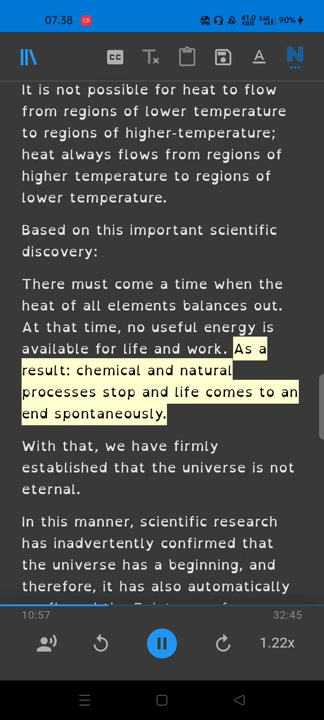 07.38
41.0
90%
It is not possible for heat to flow
from regions of lower temperature
to regions of higher-temperature;
heat always flows from regions of
higher temperature to regions of
lower temperature.
Based on this important scientific
discovery:
There must come a time when the
heat of all elements balances out.
At that time, no useful energy is
available for life and work. As a
result: chemical and natural
processes stop and life comes to an
end spontaneously.
With that, we have firmly
established that the universe is not
eternal.
In this manner, scientific research
has inadvertently confirmed that
the universe has a beginning, and
therefore, it has also automatically
10:57
32:45
1.22x